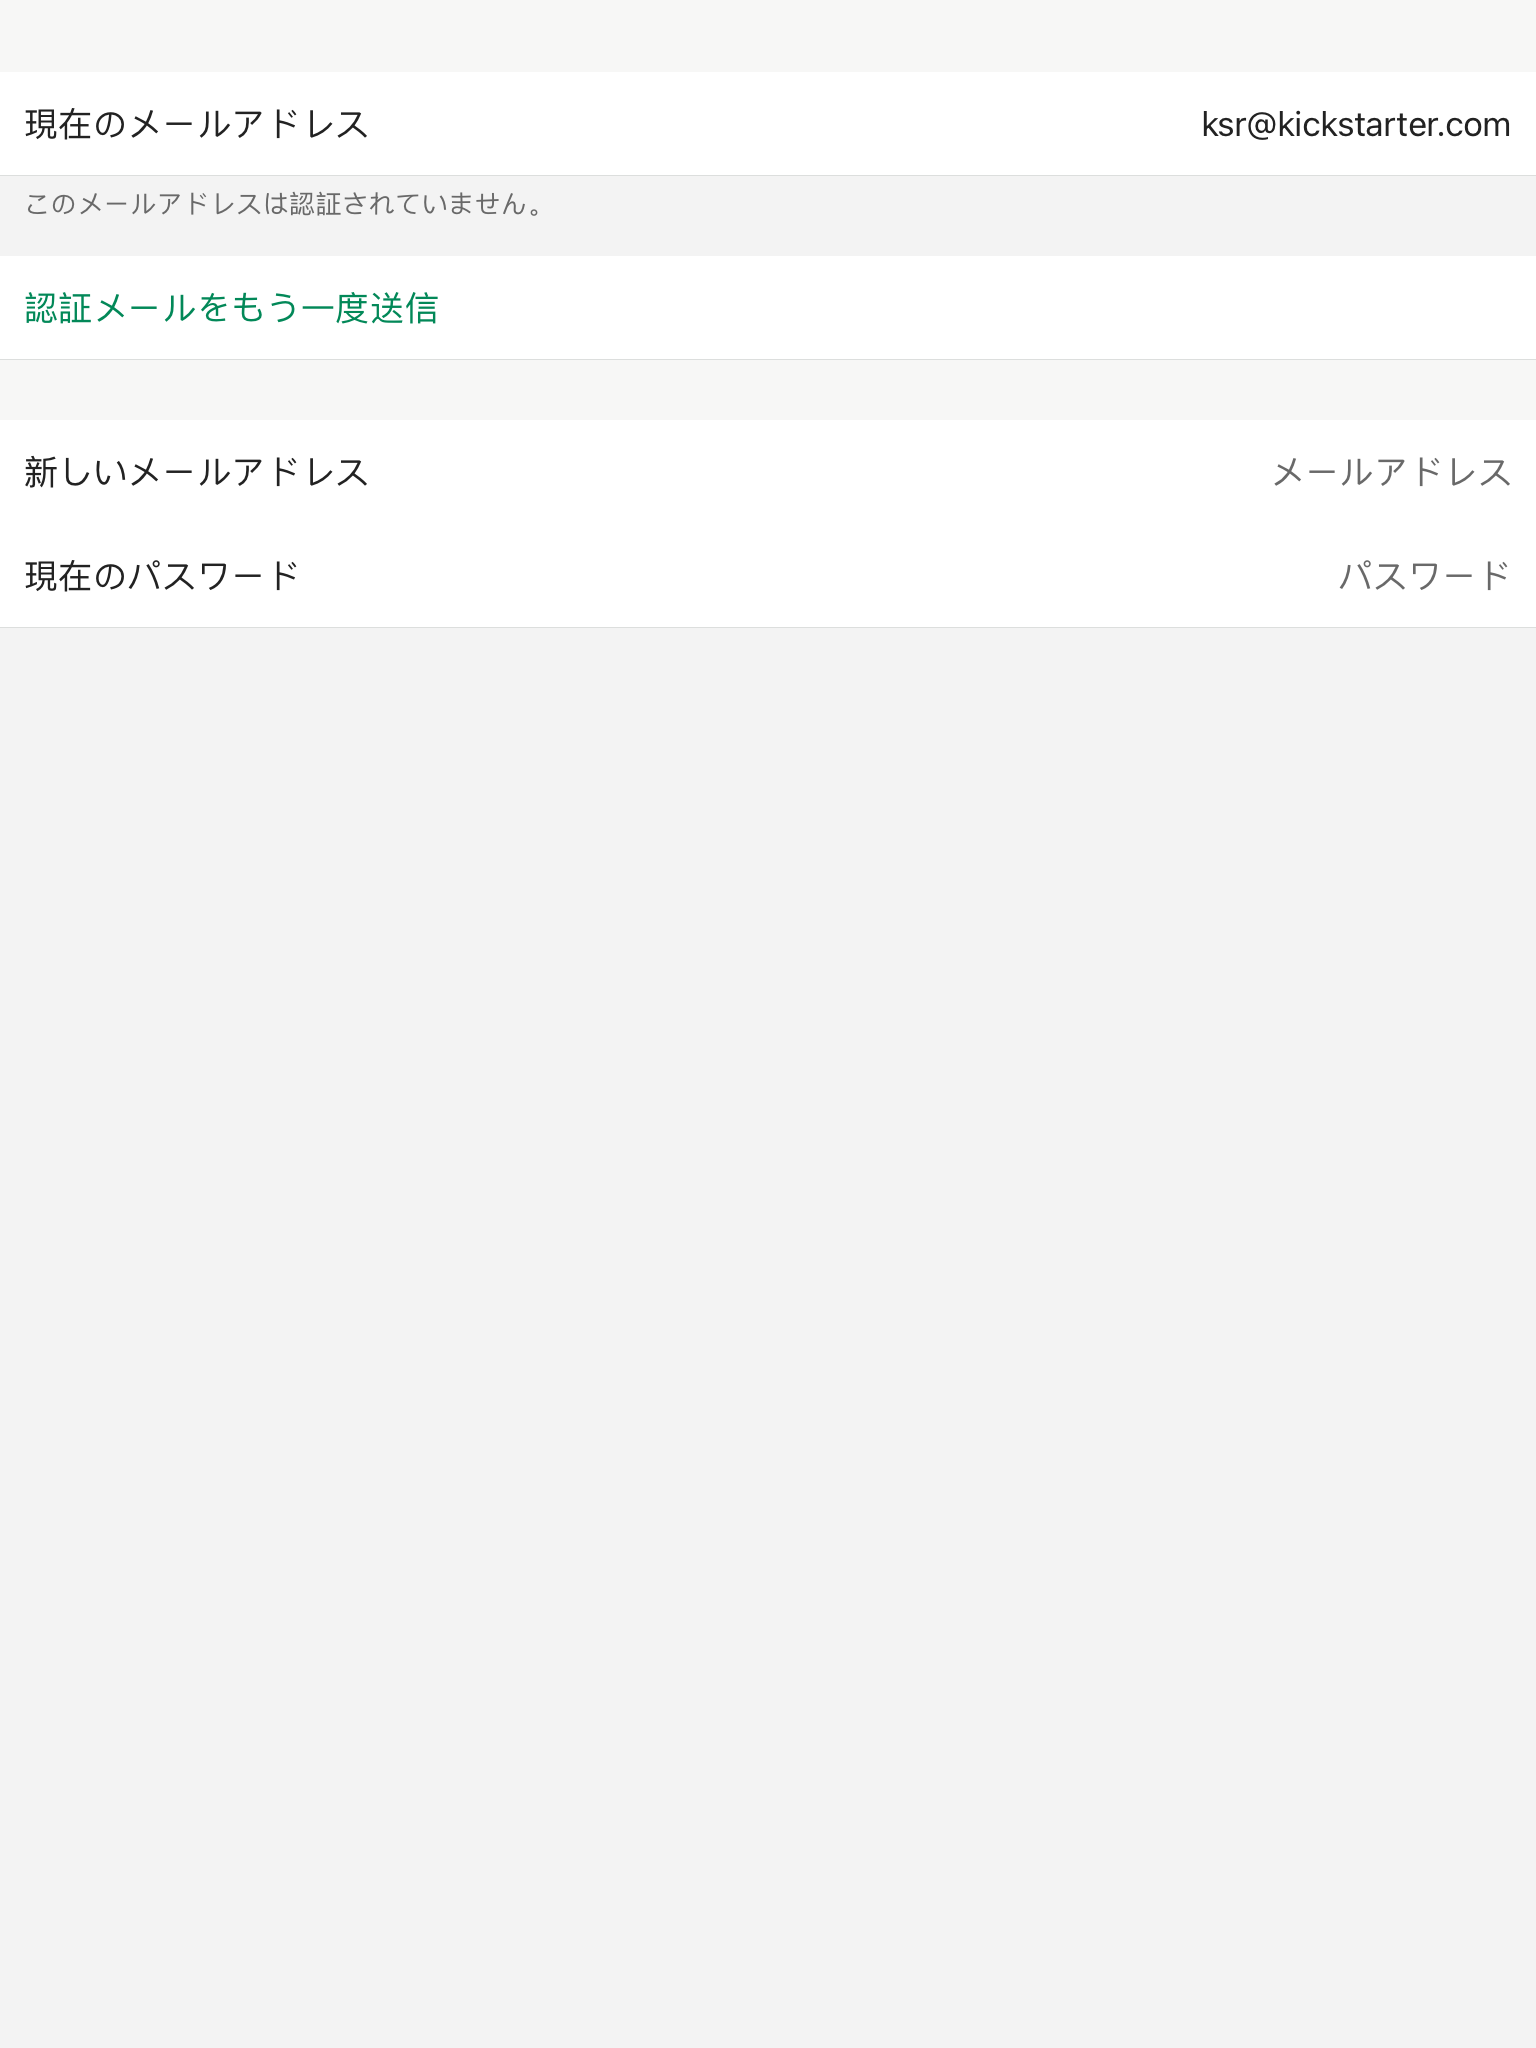 現在のメールアドレス ksr@kickstarter.com
このメールアドレスは認証されていません。
認証メールをもう一度送信
新しいメールアドレス メールアドレス
現在のパスワード パスワード